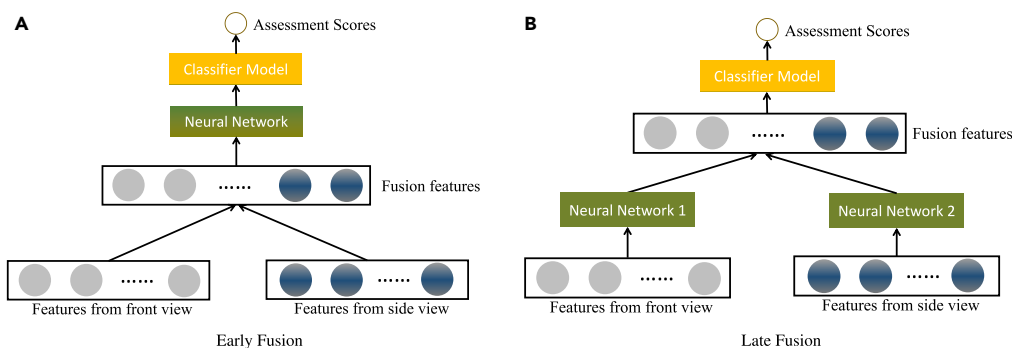 A
Assessment Scores
Classifier Model
Neural Network
......
Fusion features
......
......
Features from front view
Features from side view
Early Fusion
B
Assessment Scores
Classifier Model
......
Fusion features
Neural Network 1
Neural Network 2
......
......
Features from front view
Features from side view
Late Fusion